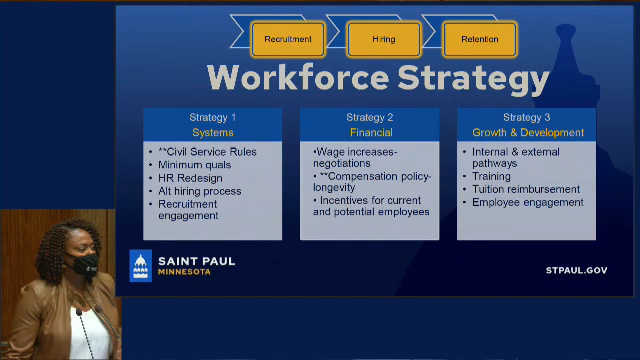 Recruitment
Hiring
Retention
Workforce Strategy
Strategy 1
Systems
• **Civil Service Rules
• Minimum quals
• HR Redesign
• Alt hiring process
• Recruitment
engagement
Strategy 2
Financial
•Wage increases-
negotiations
• **Compensation policy-
longevity
• Incentives for current
and potential employees
Strategy 3
Growth & Development
• Internal & external
pathways
• Training
• Tuition reimbursement
• Employee engagement
SAINT PAUL
MINNESOTA
STPAUL.GOV